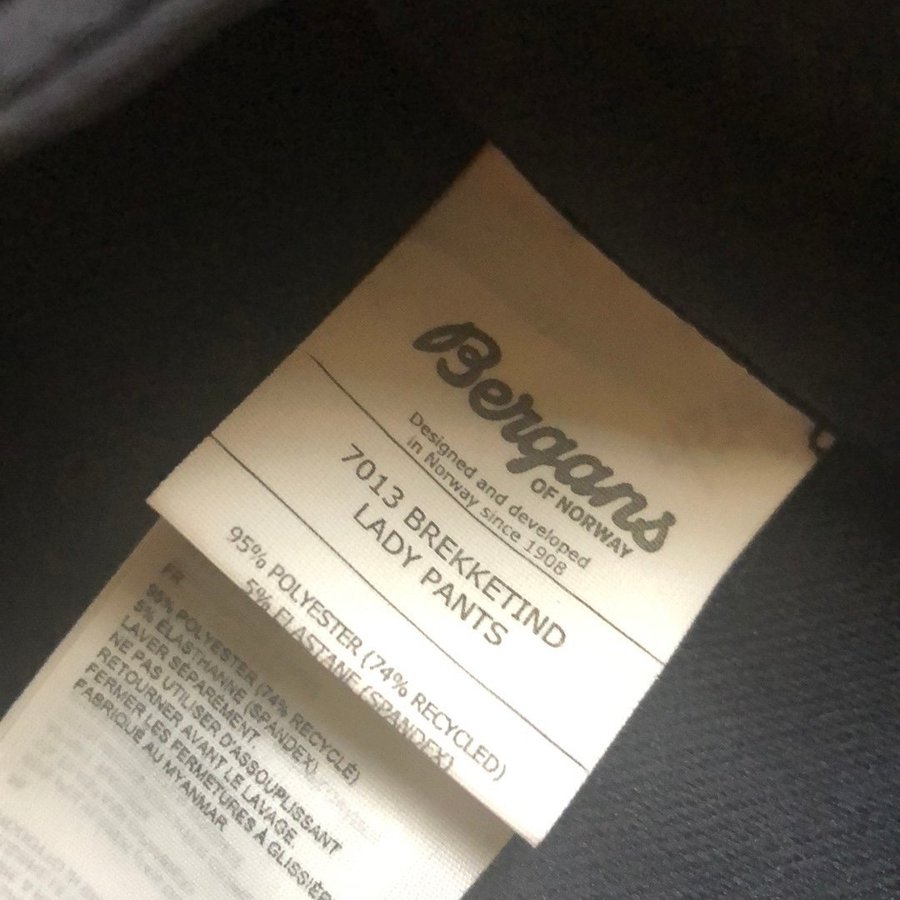 Bergans
OF NORWAY
Designed and developed
in Norway since 1908
7013 BREKKETIND
LADY PANTS
95% POLYESTER (74% RECYCLED)
5% ELASTANE (SPANDEX)
FR
95% POLYESTER (74% RECYCLÉ)
5% ÉLASTHANNE (SPANDEX)
LAVER SÉPARÉMENT.
NE PAS UTILISER D'ASSOUPLISSANT
RETOURNER AVANT LE LAVAGE.
FERMER LES FERMETURES À GLISSIÈR
FABRIQUÉ AU MYANMAR